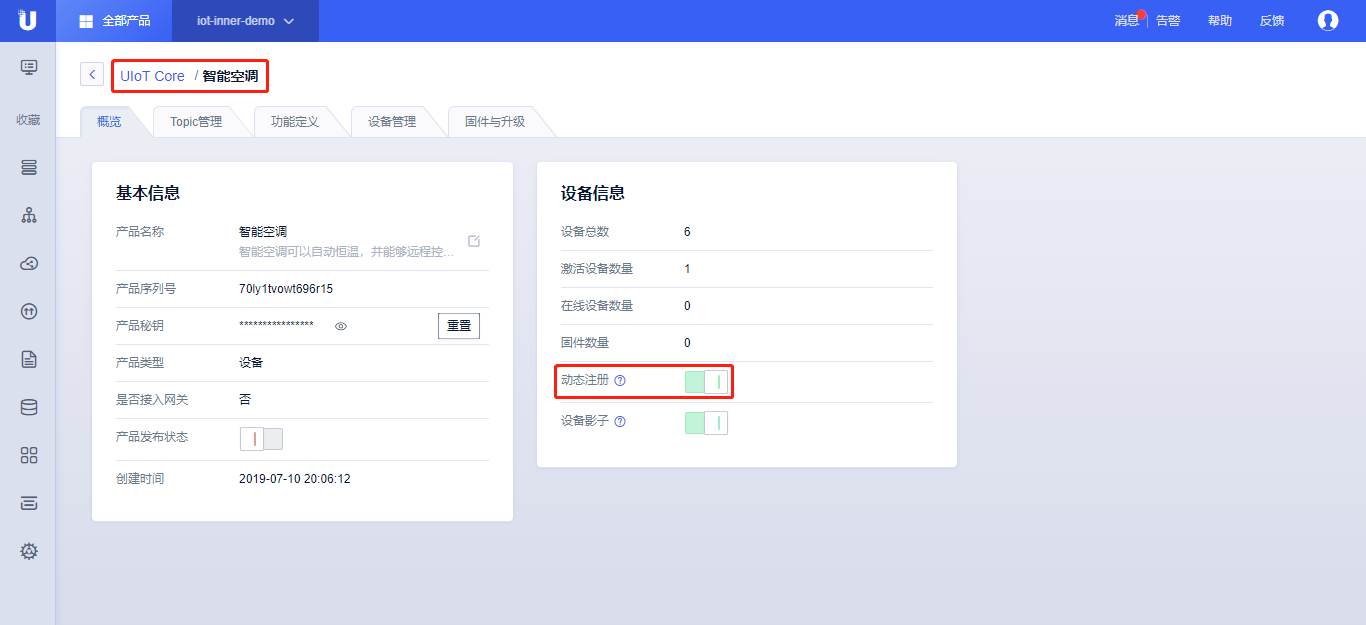 U 全部产品 iot-inner-demo 消息 告警 帮助 反馈
收藏
UIoT Core / 智能空调
概览 Topic管理 功能定义 设备管理 固件与升级
基本信息
产品名称 智能空调
智能空调可以自动恒温，并能够远程控...
产品序列号 70ly1tvowt696r15
产品秘钥 *************** 重置
产品类型 设备
是否接入网关 否
产品发布状态
创建时间 2019-07-10 20:06:12
设备信息
设备总数 6
激活设备数量 1
在线设备数量 0
固件数量 0
动态注册 ?
设备影子 ?